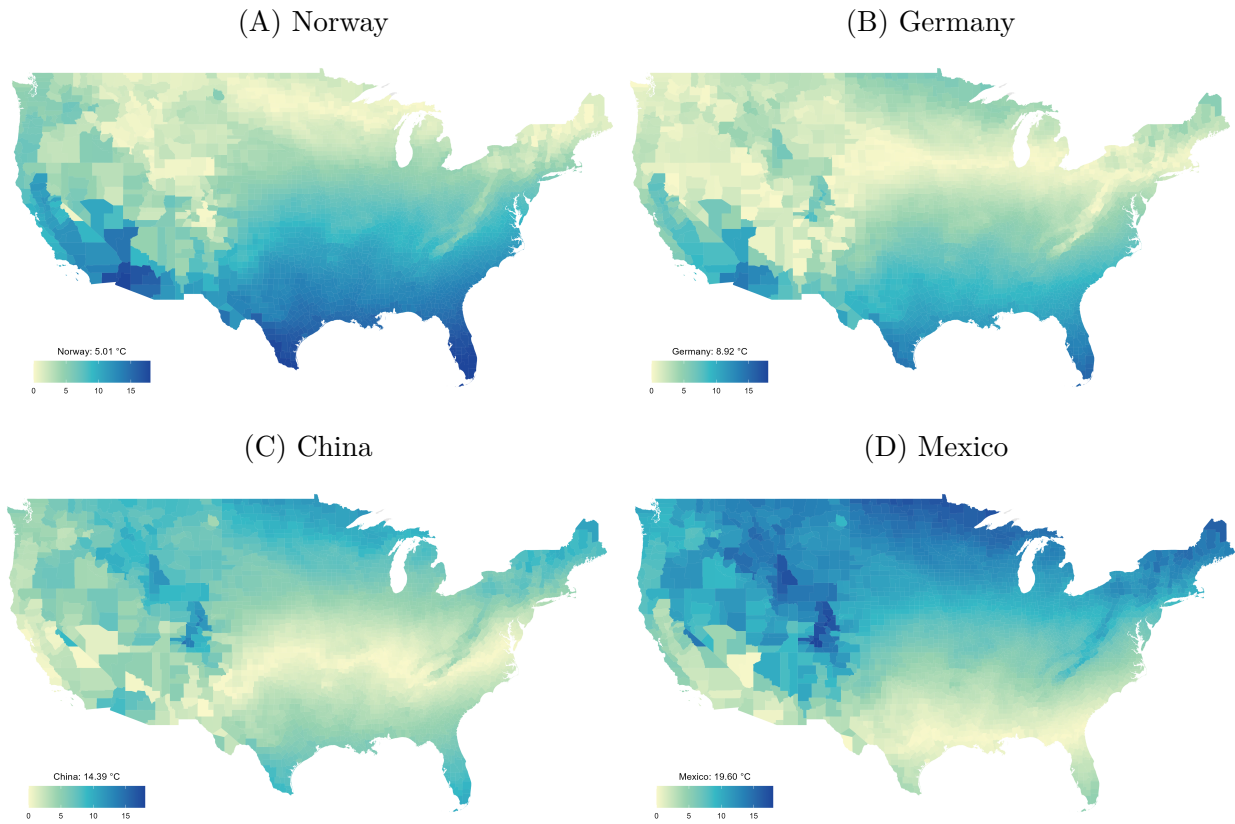 (A) Norway
(B) Germany
Norway: 5.01 °C
0 5 10 15
Germany: 8.92 °C
0 5 10 15
(C) China
(D) Mexico
China: 14.39 °C
0 5 10 15
Mexico: 19.60 °C
0 5 10 15